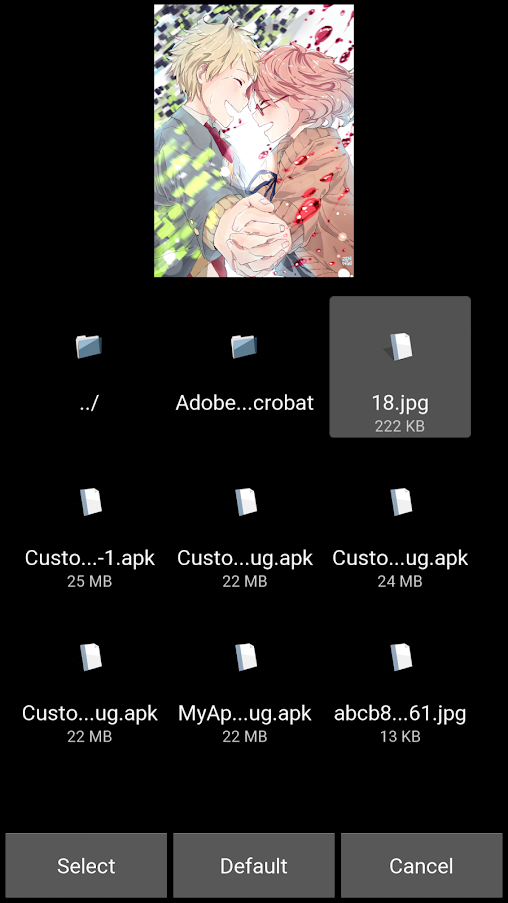 ../
Adobe...crobat
18.jpg
222 KB
Custo...-1.apk
25 MB
Custo...ug.apk
22 MB
Custo...ug.apk
24 MB
Custo...ug.apk
22 MB
MyAp...ug.apk
22 MB
abcb8...61.jpg
13 KB
Select
Default
Cancel